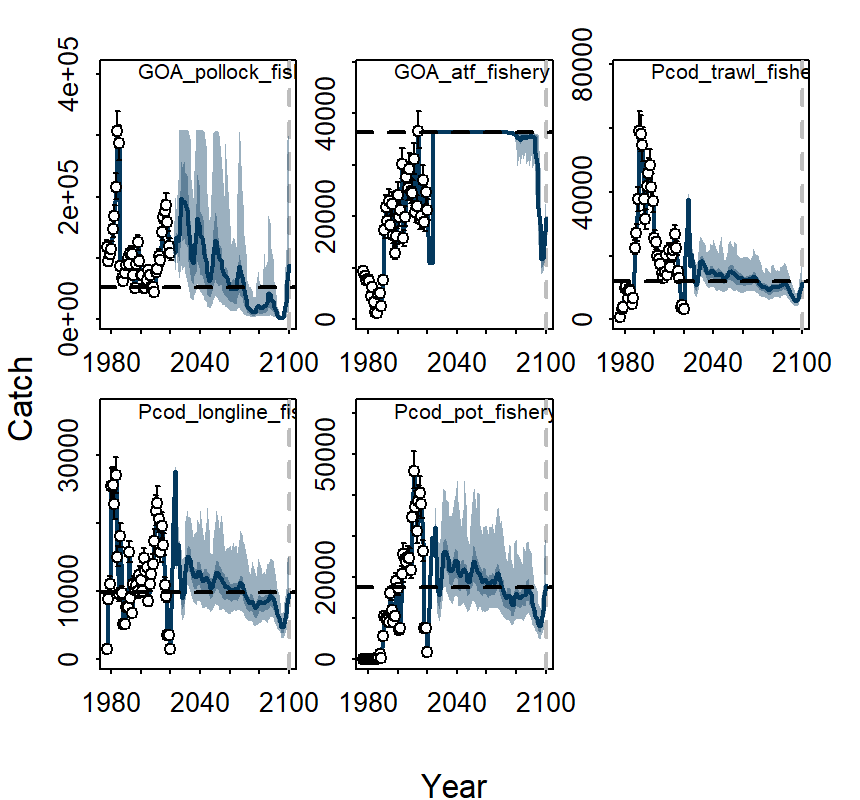 GOA_pollock_fish
GOA_atf_fishery
Pcod_trawl_fishe
4e+05
2e+05
0e+00
40000
20000
0
80000
40000
0
1980 2040 2100
1980 2040 2100
1980 2040 2100
Catch
Pcod_longline_fis
Pcod_pot_fishery
30000
10000
0
50000
20000
0
1980 2040 2100
1980 2040 2100
Year